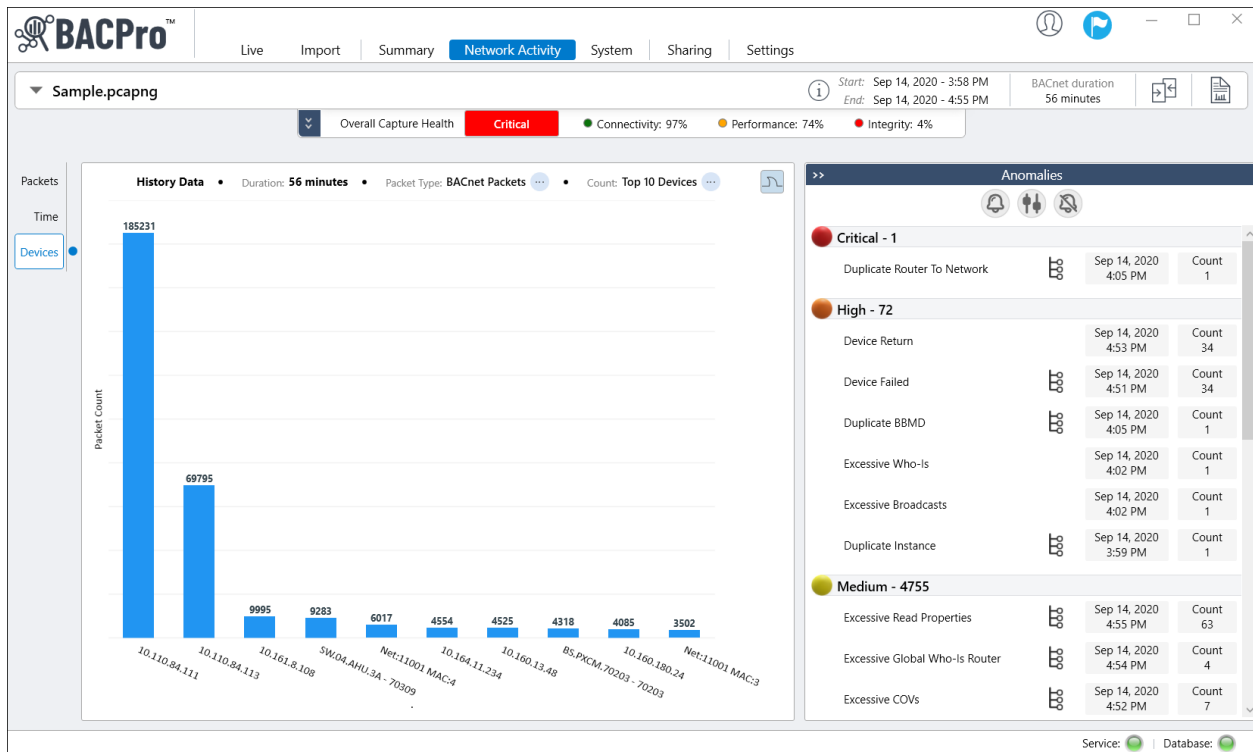 BACPro™
Live Import Summary Network Activity System Sharing Settings
Sample.pcapng
Start: Sep 14, 2020 - 3:58 PM
End: Sep 14, 2020 - 4:55 PM
BACnet duration
56 minutes
Overall Capture Health Critical Connectivity: 97% Performance: 74% Integrity: 4%
Packets
Time
Devices
History Data • Duration: 56 minutes • Packet Type: BACnet Packets ... • Count: Top 10 Devices ...
Packet Count
185231
69795
9995
9283
6017
4554
4525
4318
4085
3502
10.110.84.111
10.110.84.113
10.161.8.108
SW.04.AHU.3A - 70309
Net:11001 MAC:4
10.164.11.234
10.160.13.48
BS.PXCM.70203 - 70203
10.160.180.24
Net:11001 MAC:3
>> Anomalies
Critical - 1
Duplicate Router To Network
Sep 14, 2020
4:05 PM
Count
1
High - 72
Device Return
Sep 14, 2020
4:53 PM
Count
34
Device Failed
Sep 14, 2020
4:51 PM
Count
34
Duplicate BBMD
Sep 14, 2020
4:05 PM
Count
1
Excessive Who-Is
Sep 14, 2020
4:02 PM
Count
1
Excessive Broadcasts
Sep 14, 2020
4:02 PM
Count
1
Duplicate Instance
Sep 14, 2020
3:59 PM
Count
1
Medium - 4755
Excessive Read Properties
Sep 14, 2020
4:55 PM
Count
63
Excessive Global Who-Is Router
Sep 14, 2020
4:54 PM
Count
4
Excessive COVs
Sep 14, 2020
4:52 PM
Count
7
Service: Database: